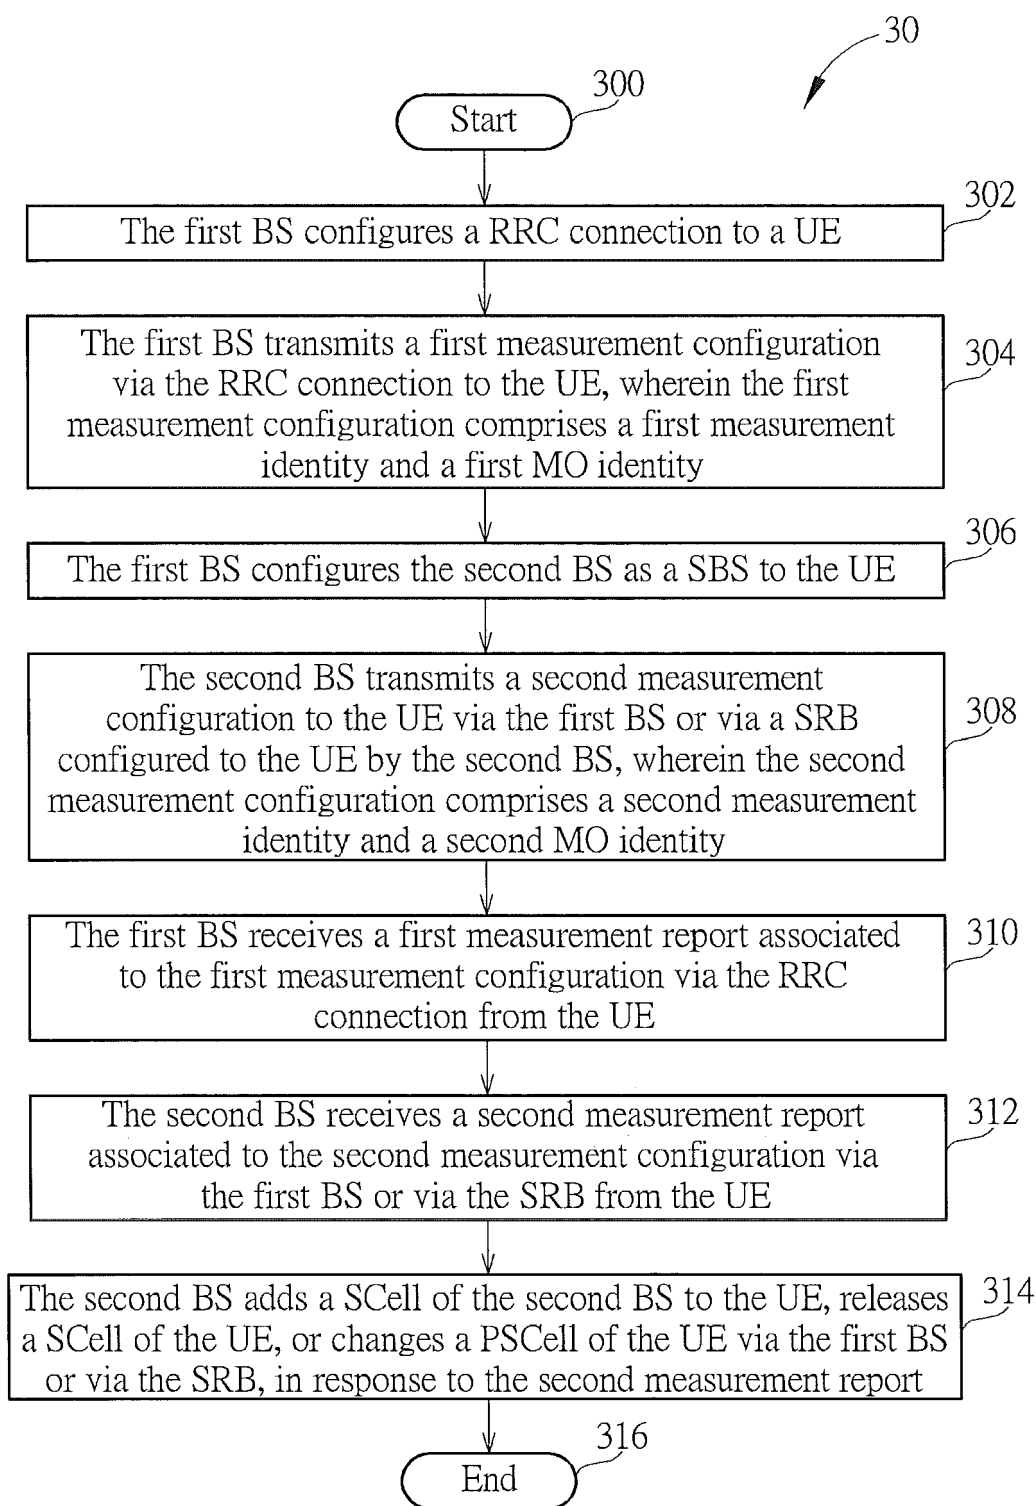 30
300
Start
302
The first BS configures a RRC connection to a UE
The first BS transmits a first measurement configuration
via the RRC connection to the UE, wherein the first
measurement configuration comprises a first measurement
identity and a first MO identity
304
306
The first BS configures the second BS as a SBS to the UE
The second BS transmits a second measurement
configuration to the UE via the first BS or via a SRB
configured to the UE by the second BS, wherein the second
measurement configuration comprises a second measurement
identity and a second MO identity
308
The first BS receives a first measurement report associated
to the first measurement configuration via the RRC
connection from the UE
310
The second BS receives a second measurement report
associated to the second measurement configuration via
the first BS or via the SRB from the UE
312
The second BS adds a SCell of the second BS to the UE, releases
a SCell of the UE, or changes a PSCell of the UE via the first BS
or via the SRB, in response to the second measurement report
314
316
End